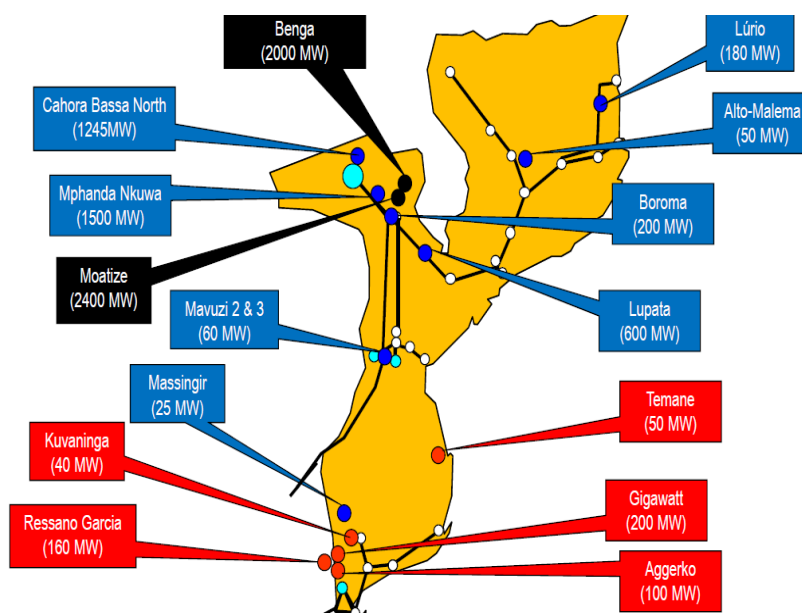 Benga
(2000 MW)
Lúrio
(180 MW)
Cahora Bassa North
(1245MW)
Alto-Malema
(50 MW)
Mphanda Nkuwa
(1500 MW)
Boroma
(200 MW)
Moatize
(2400 MW)
Mavuzi 2 & 3
(60 MW)
Lupata
(600 MW)
Massingir
(25 MW)
Temane
(50 MW)
Kuvaninga
(40 MW)
Gigawatt
(200 MW)
Ressano Garcia
(160 MW)
Aggerko
(100 MW)